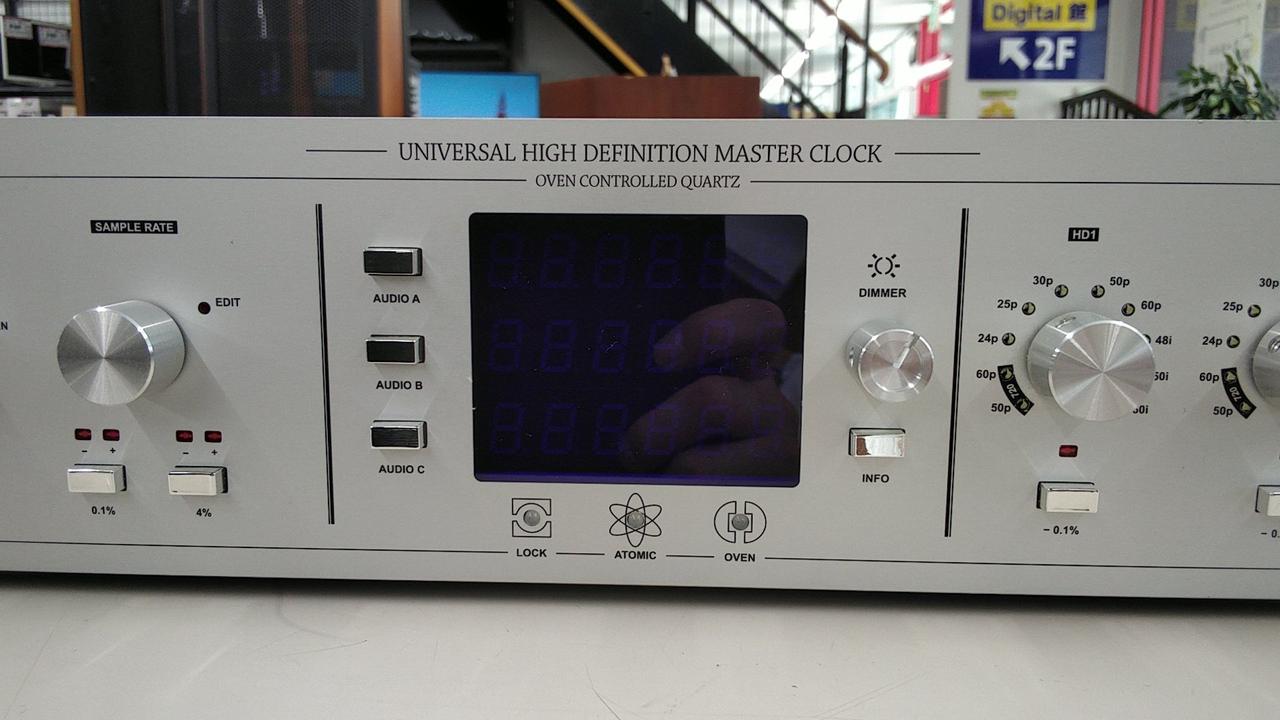 Digital 館
2F
UNIVERSAL HIGH DEFINITION MASTER CLOCK
OVEN CONTROLLED QUARTZ
SAMPLE RATE
EDIT
N
- +
- +
0.1%
4%
AUDIO A
AUDIO B
AUDIO C
LOCK
ATOMIC
OVEN
DIMMER
INFO
HD1
30p
50p
25p
60p
24p
48i
60p
720
50p
50i
60i
− 0.1%
30p
25p
24p
60p
720
50p
− 0.